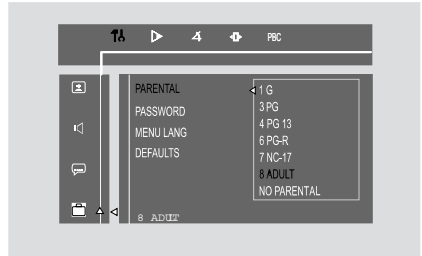 PBC
PARENTAL
PASSWORD
MENU LANG
DEFAULTS
1 G
3 PG
4 PG 13
6 PG-R
7 NC-17
8 ADULT
NO PARENTAL
8 ADULT